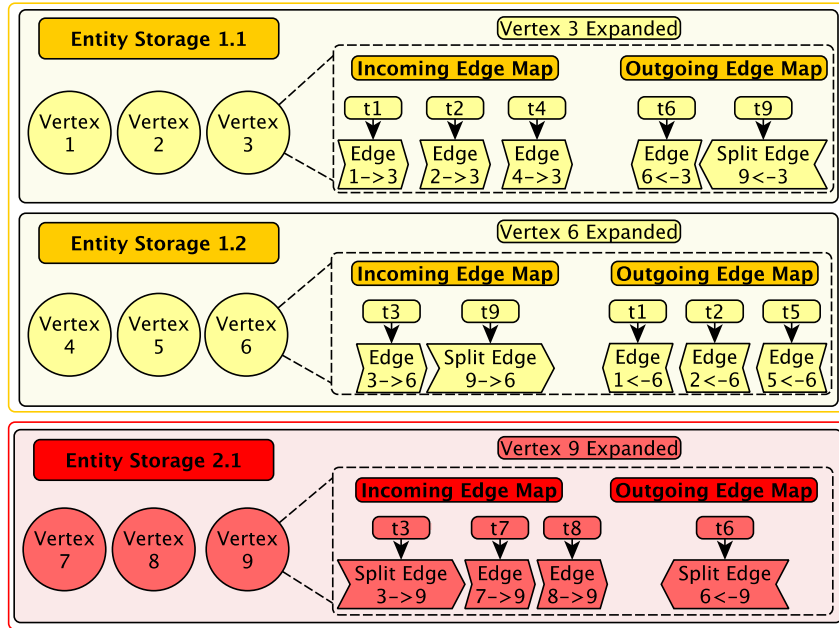 Entity Storage 1.1
Vertex 3 Expanded
Incoming Edge Map
Outgoing Edge Map
Vertex
1
Vertex
2
Vertex
3
t1
t2
t4
t6
t9
Edge
1->3
Edge
2->3
Edge
4->3
Edge
6<-3
Split Edge
9<-3
Entity Storage 1.2
Vertex 6 Expanded
Incoming Edge Map
Outgoing Edge Map
Vertex
4
Vertex
5
Vertex
6
t3
t9
t1
t2
t5
Edge
3->6
Split Edge
9->6
Edge
1<-6
Edge
2<-6
Edge
5<-6
Entity Storage 2.1
Vertex 9 Expanded
Incoming Edge Map
Outgoing Edge Map
Vertex
7
Vertex
8
Vertex
9
t3
t7
t8
t6
Split Edge
3->9
Edge
7->9
Edge
8->9
Split Edge
6<-9